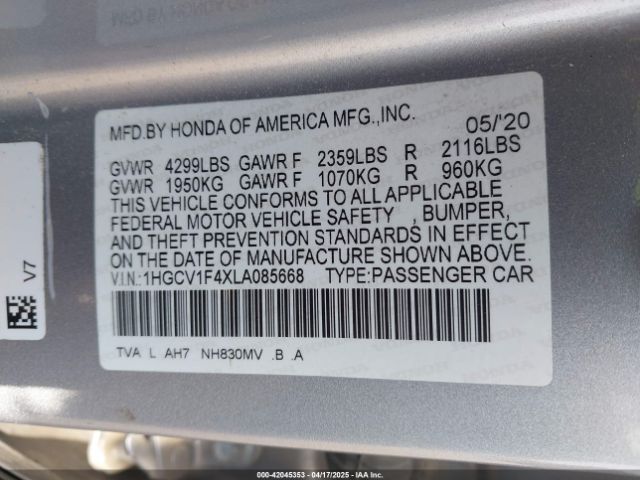 MFD.BY HONDA OF AMERICA MFG.,INC. 05/'20
GVWR 4299LBS GAWR F 2359LBS R 2116LBS
GVWR 1950KG GAWR F 1070KG R 960KG
THIS VEHICLE CONFORMS TO ALL APPLICABLE
FEDERAL MOTOR VEHICLE SAFETY , BUMPER,
AND THEFT PREVENTION STANDARDS IN EFFECT
ON THE DATE OF MANUFACTURE SHOWN ABOVE.
V.I.N.:1HGCV1F4XLA085668 TYPE:PASSENGER CAR
TVA L AH7 NH830MV .B .A
V7
000-42045353 - 04/17/2025 - IAA Inc.